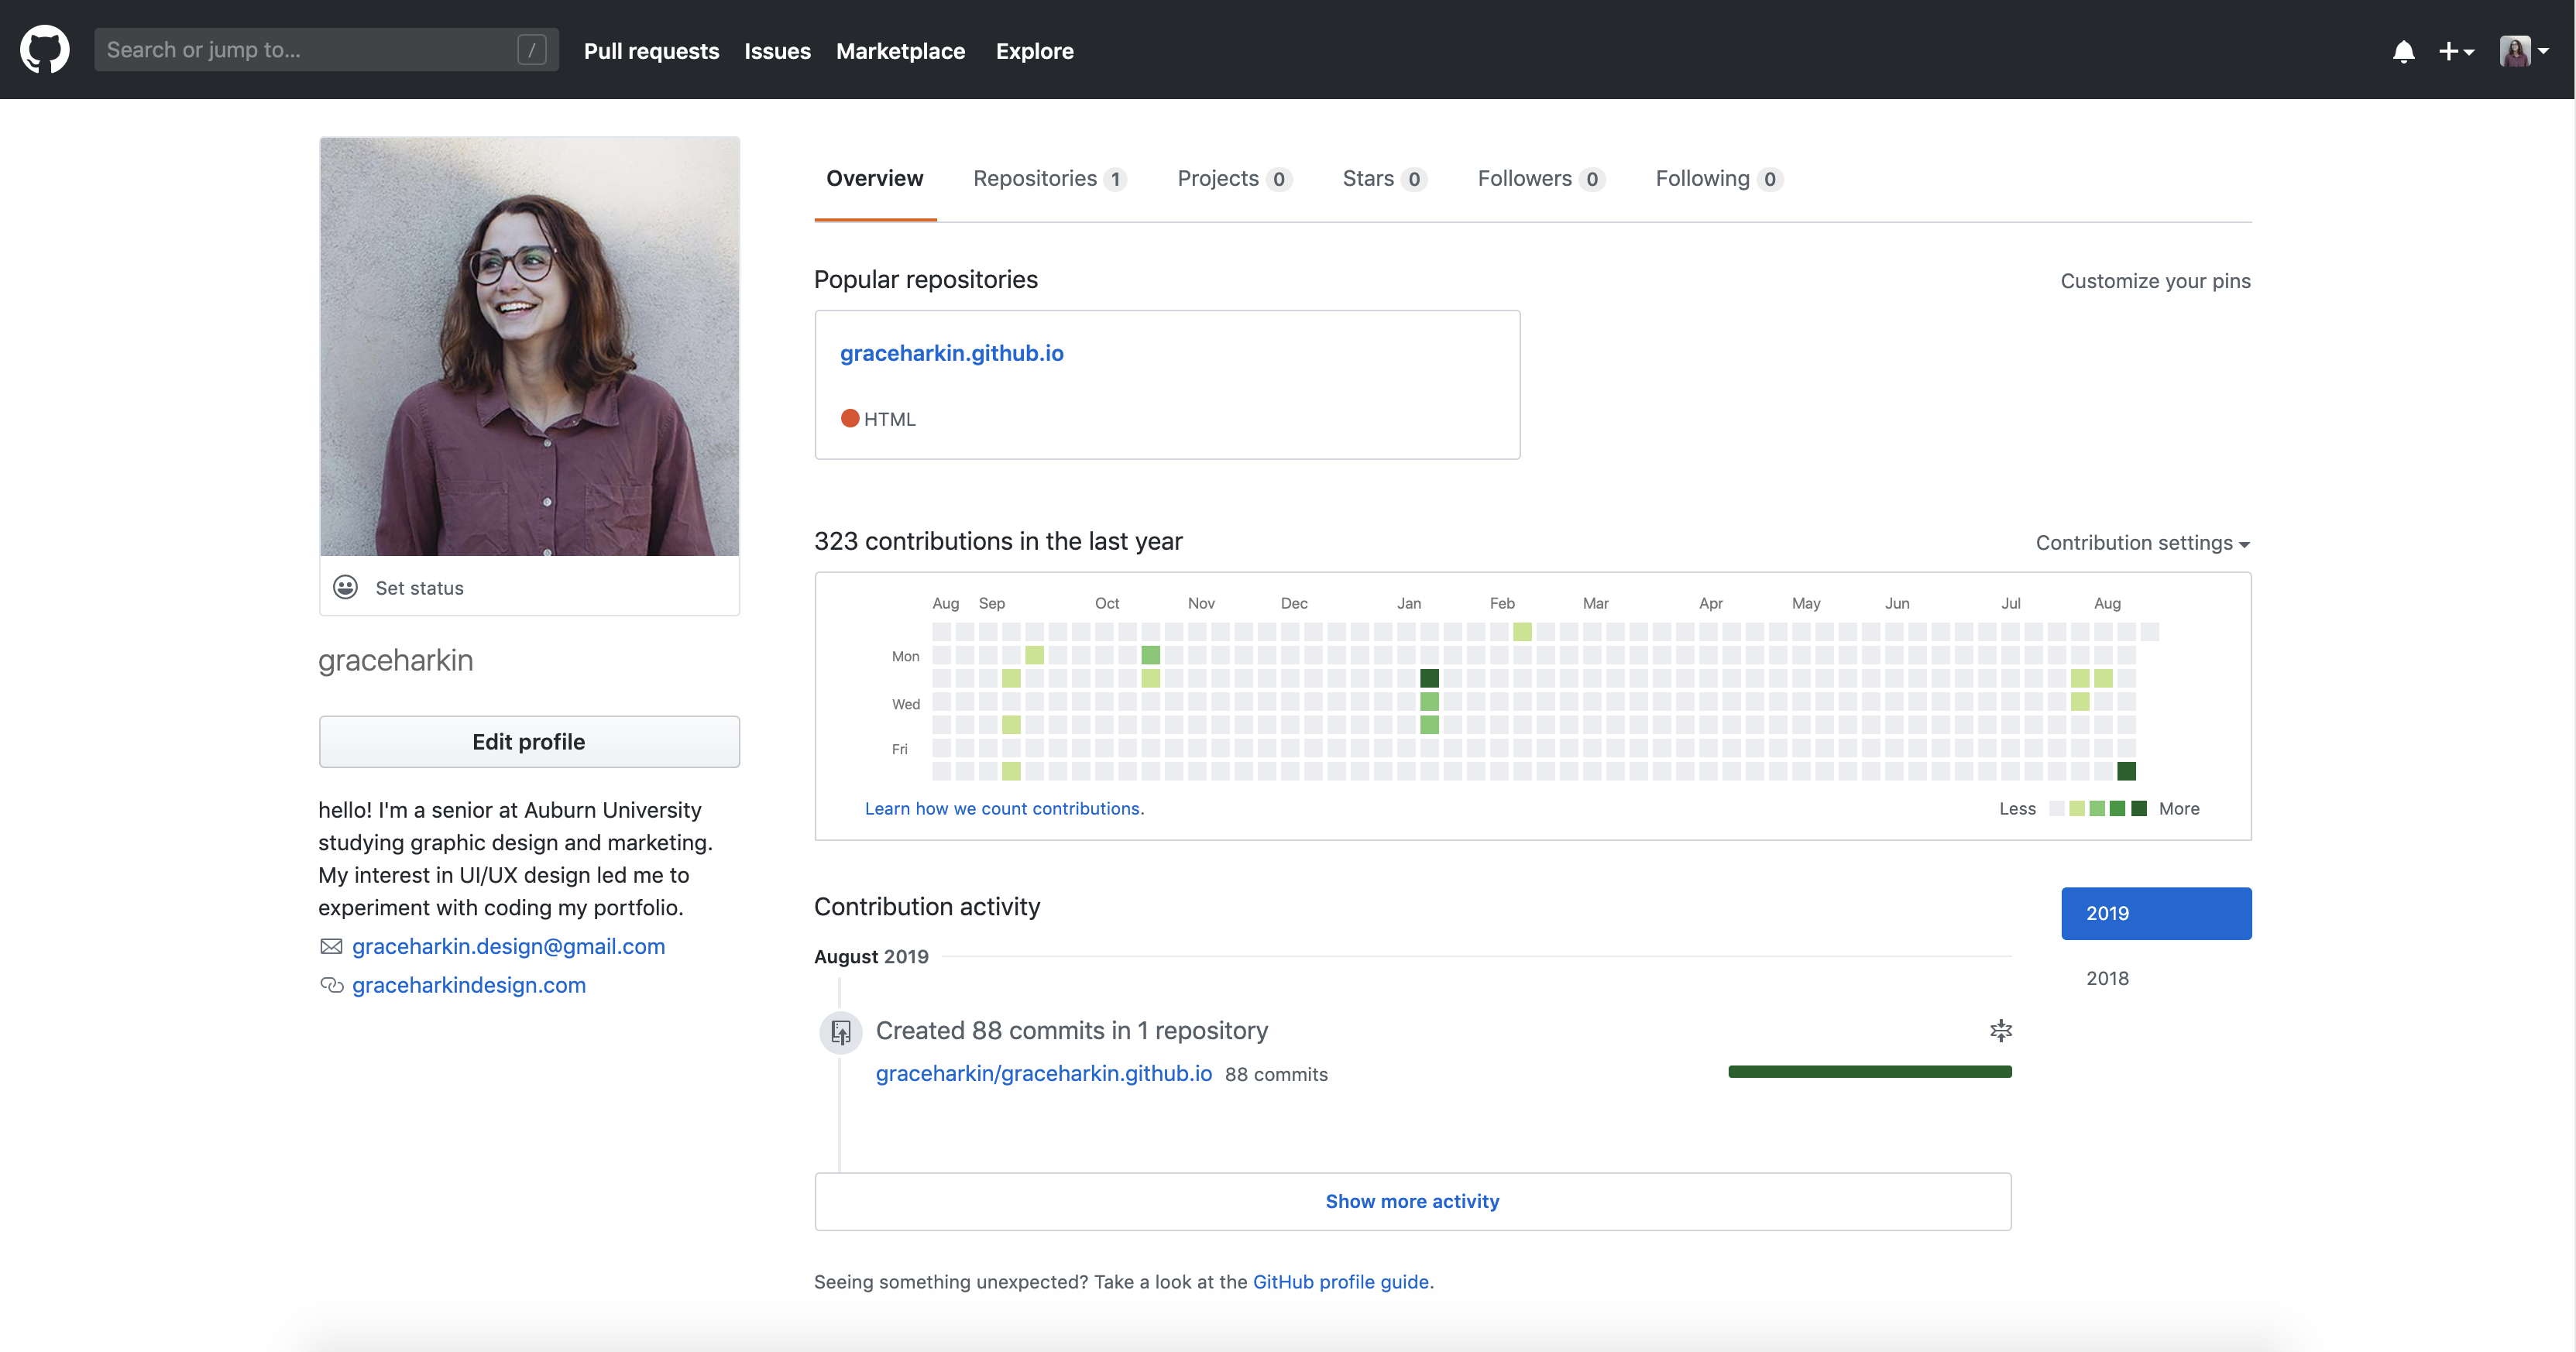 Search or jump to... /
Pull requests Issues Marketplace Explore
Overview Repositories 1 Projects 0 Stars 0 Followers 0 Following 0
Set status
graceharkin
Edit profile
hello! I'm a senior at Auburn University
studying graphic design and marketing.
My interest in UI/UX design led me to
experiment with coding my portfolio.
graceharkin.design@gmail.com
graceharkindesign.com
Popular repositories
Customize your pins
graceharkin.github.io
HTML
323 contributions in the last year
Contribution settings
Aug Sep Oct Nov Dec Jan Feb Mar Apr May Jun Jul Aug
Mon
Wed
Fri
Learn how we count contributions.
Less More
Contribution activity
2019
2018
August 2019
Created 88 commits in 1 repository
graceharkin/graceharkin.github.io 88 commits
Show more activity
Seeing something unexpected? Take a look at the GitHub profile guide.